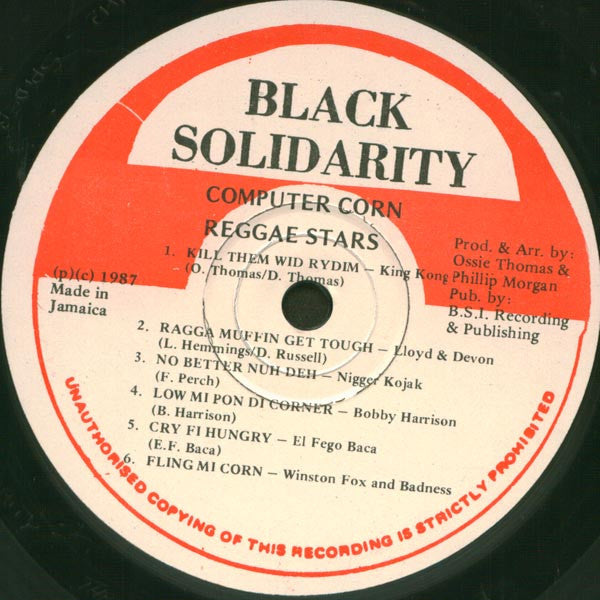 BLACK
SOLIDARITY
COMPUTER CORN
REGGAE STARS
1. KILL THEM WID RYDIM – King Kong
(O. Thomas/D. Thomas)
Prod. & Arr. by:
Ossie Thomas &
Phillip Morgan
Pub. by:
B.S.I. Recording
& Publishing
(p)(c) 1987
Made in
Jamaica
2. RAGGA MUFFIN GET TOUGH – Lloyd & Devon
(L. Hemmings/D. Russell)
3. NO BETTER NUH DEH – Nigger Kojak
(F. Perch)
4. LOW MI PON DI CORNER – Bobby Harrison
(B. Harrison)
5. CRY FI HUNGRY – El Fego Baca
(E.F. Baca)
6. FLING MI CORN – Winston Fox and Badness
UNAUTHORISED COPYING OF THIS RECORDING IS STRICTLY PROHIBITED